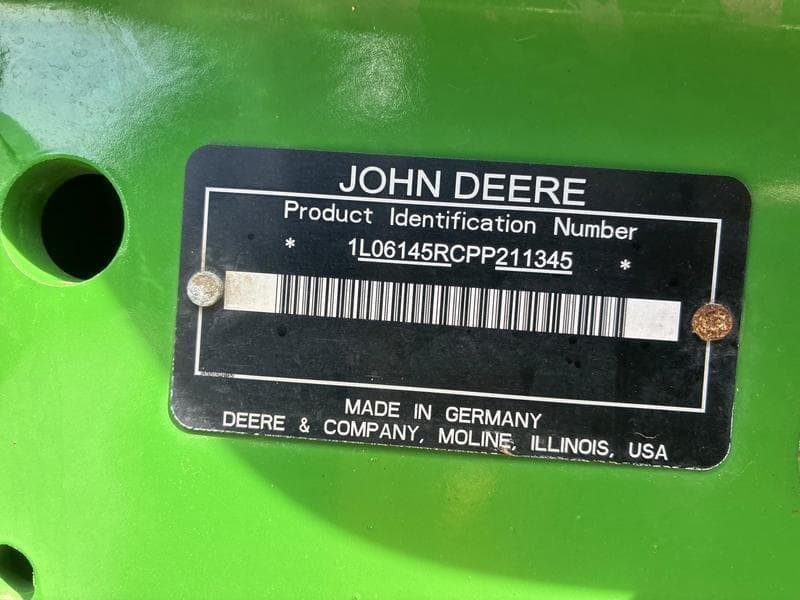 JOHN DEERE
Product Identification Number
* 1L06145RCPP211345 *
MADE IN GERMANY
DEERE & COMPANY, MOLINE, ILLINOIS, USA